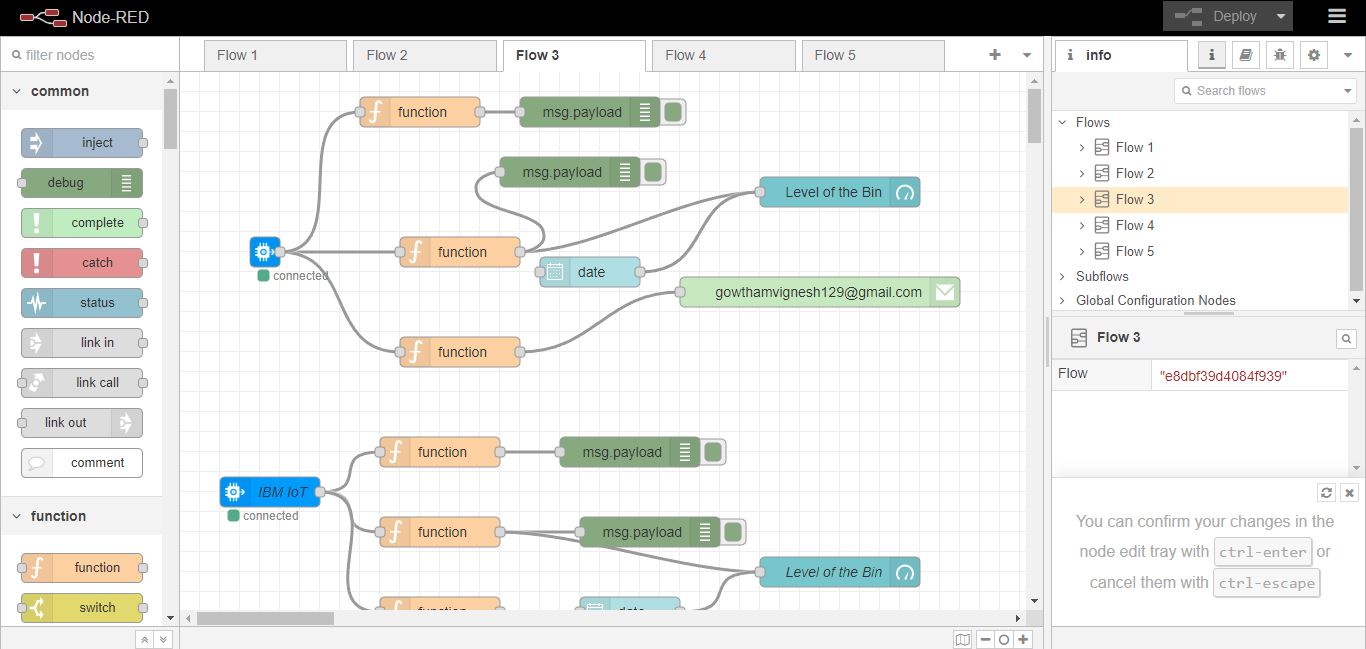 Node-RED
Deploy
filter nodes
Flow 1
Flow 2
Flow 3
Flow 4
Flow 5
i info
i
common
inject
debug
complete
catch
status
link in
link call
link out
comment
function
function
switch
function
msg.payload
msg.payload
Level of the Bin
function
date
connected
gowthamvignesh129@gmail.com
function
function
msg.payload
IBM IoT
connected
function
msg.payload
Level of the Bin
function
date
Search flows
Flows
Flow 1
Flow 2
Flow 3
Flow 4
Flow 5
Subflows
Global Configuration Nodes
Flow 3
Flow "e8dbf39d4084f939"
You can confirm your changes in the
node edit tray with ctrl-enter or
cancel them with ctrl-escape